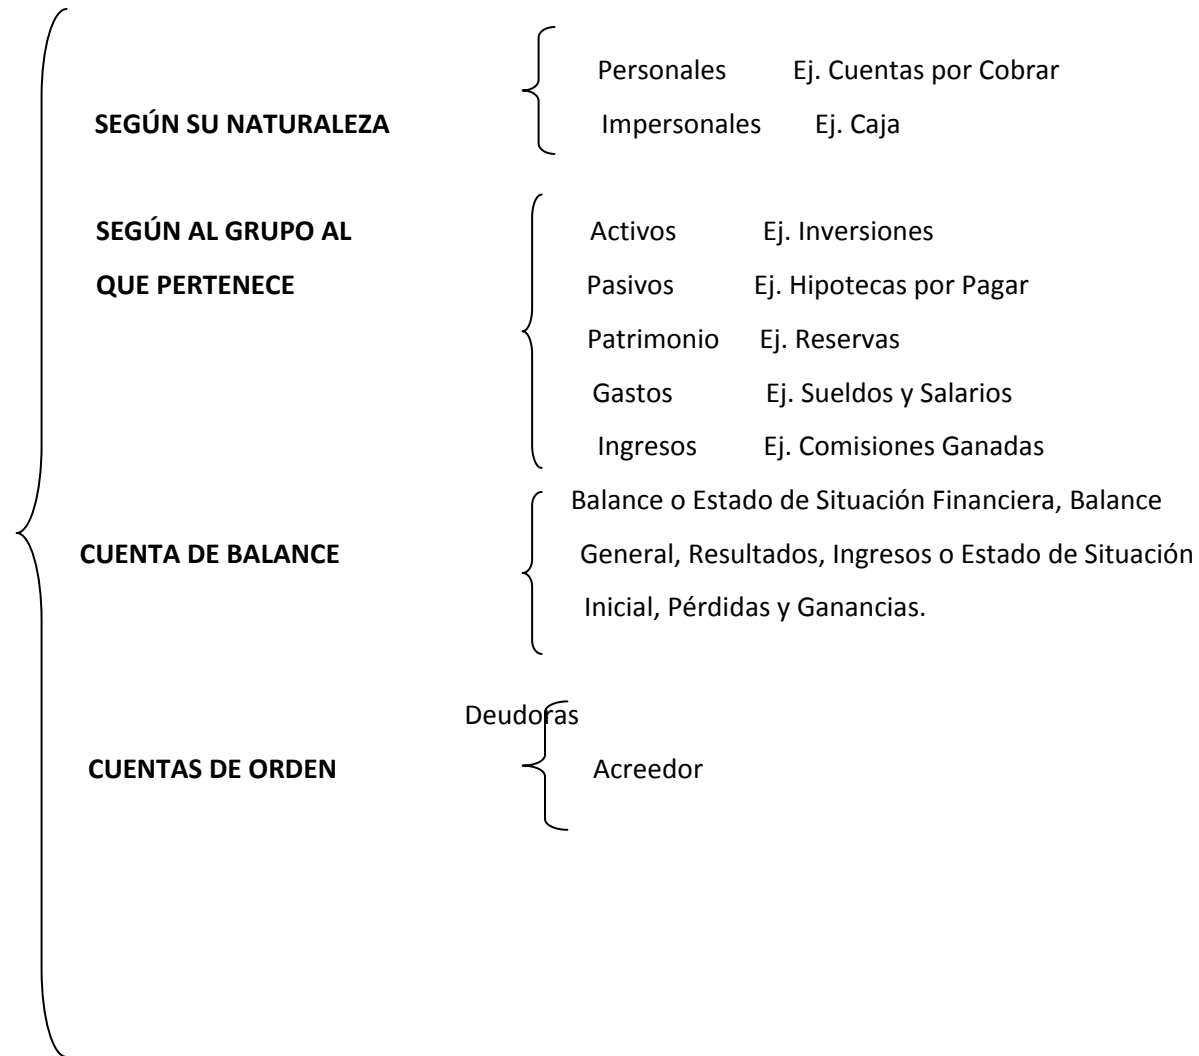 Personales Ej. Cuentas por Cobrar
SEGÚN SU NATURALEZA Impersonales Ej. Caja
SEGÚN AL GRUPO AL Activos Ej. Inversiones
QUE PERTENECE Pasivos Ej. Hipotecas por Pagar
Patrimonio Ej. Reservas
Gastos Ej. Sueldos y Salarios
Ingresos Ej. Comisiones Ganadas
Balance o Estado de Situación Financiera, Balance
CUENTA DE BALANCE General, Resultados, Ingresos o Estado de Situación
Inicial, Pérdidas y Ganancias.
Deudoras
CUENTAS DE ORDEN Acreedor